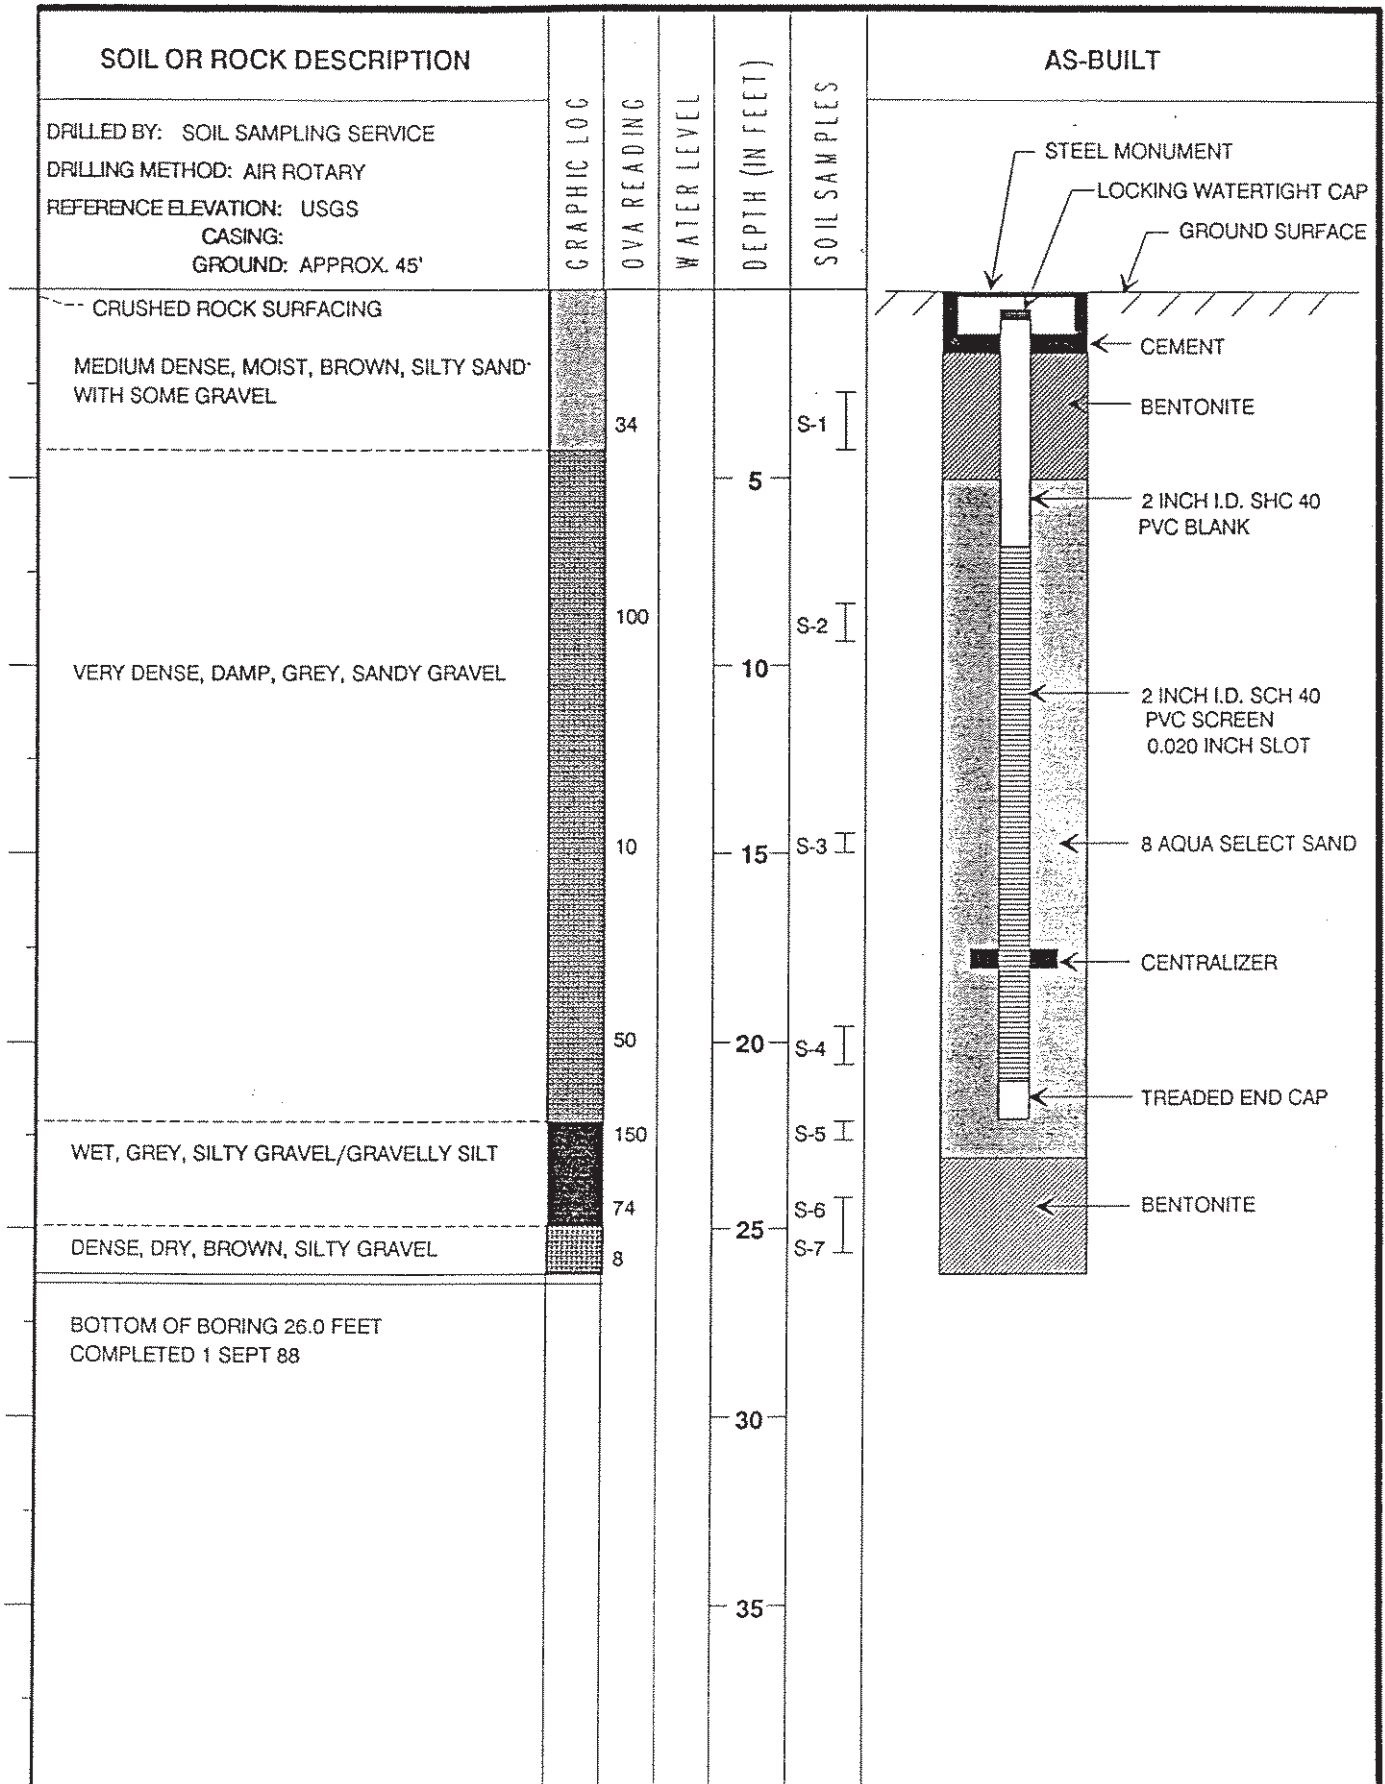 SOIL OR ROCK DESCRIPTION
DRILLED BY: SOIL SAMPLING SERVICE
DRILLING METHOD: AIR ROTARY
REFERENCE ELEVATION: USGS
CASING:
GROUND: APPROX. 45'
GRAPHIC LOG
OVA READING
WATER LEVEL
DEPTH (IN FEET)
SOIL SAMPLES
AS-BUILT
STEEL MONUMENT
LOCKING WATERTIGHT CAP
GROUND SURFACE
CRUSHED ROCK SURFACING
MEDIUM DENSE, MOIST, BROWN, SILTY SAND
WITH SOME GRAVEL
VERY DENSE, DAMP, GREY, SANDY GRAVEL
WET, GREY, SILTY GRAVEL/GRAVELLY SILT
DENSE, DRY, BROWN, SILTY GRAVEL
BOTTOM OF BORING 26.0 FEET
COMPLETED 1 SEPT 88
34
100
10
50
150
74
8
5
10
15
20
25
30
35
S-1
S-2
S-3
S-4
S-5
S-6
S-7
CEMENT
BENTONITE
2 INCH I.D. SHC 40
PVC BLANK
2 INCH I.D. SCH 40
PVC SCREEN
0.020 INCH SLOT
8 AQUA SELECT SAND
CENTRALIZER
TREADED END CAP
BENTONITE